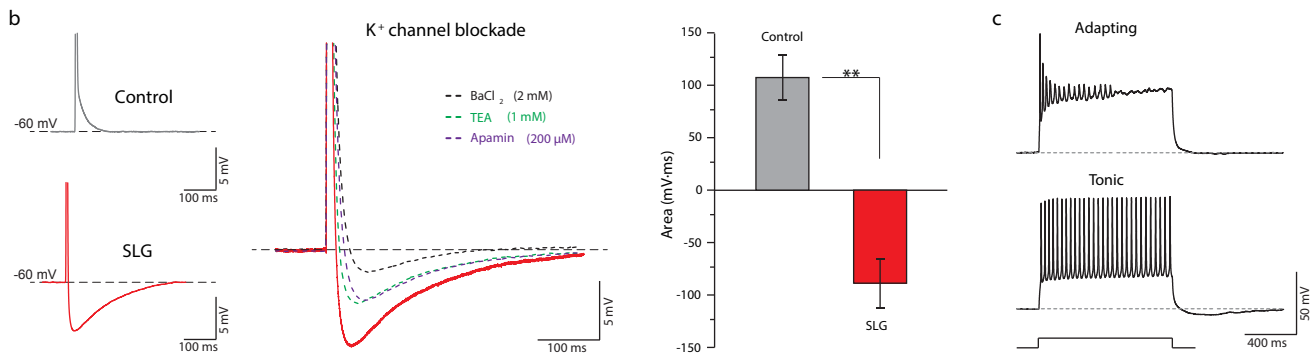 b
Control
-60 mV
5 mV
100 ms
SLG
-60 mV
5 mV
100 ms
K⁺ channel blockade
BaCl ₂ (2 mM)
TEA (1 mM)
Apamin (200 µM)
5 mV
100 ms
Area (mV·ms)
150
100
50
0
-50
-100
-150
Control
**
SLG
c
Adapting
Tonic
50 mV
400 ms